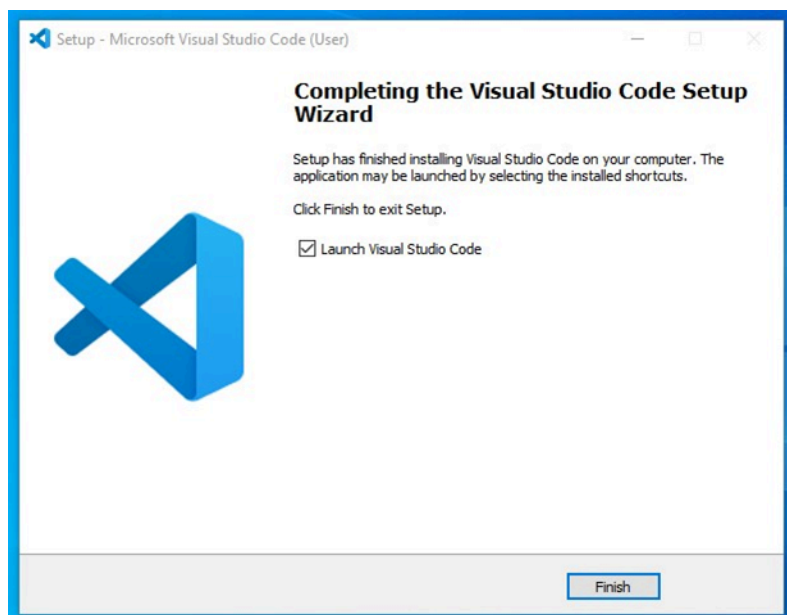 Setup - Microsoft Visual Studio Code (User)
Completing the Visual Studio Code Setup
Wizard
Setup has finished installing Visual Studio Code on your computer. The
application may be launched by selecting the installed shortcuts.
Click Finish to exit Setup.
Launch Visual Studio Code
Finish